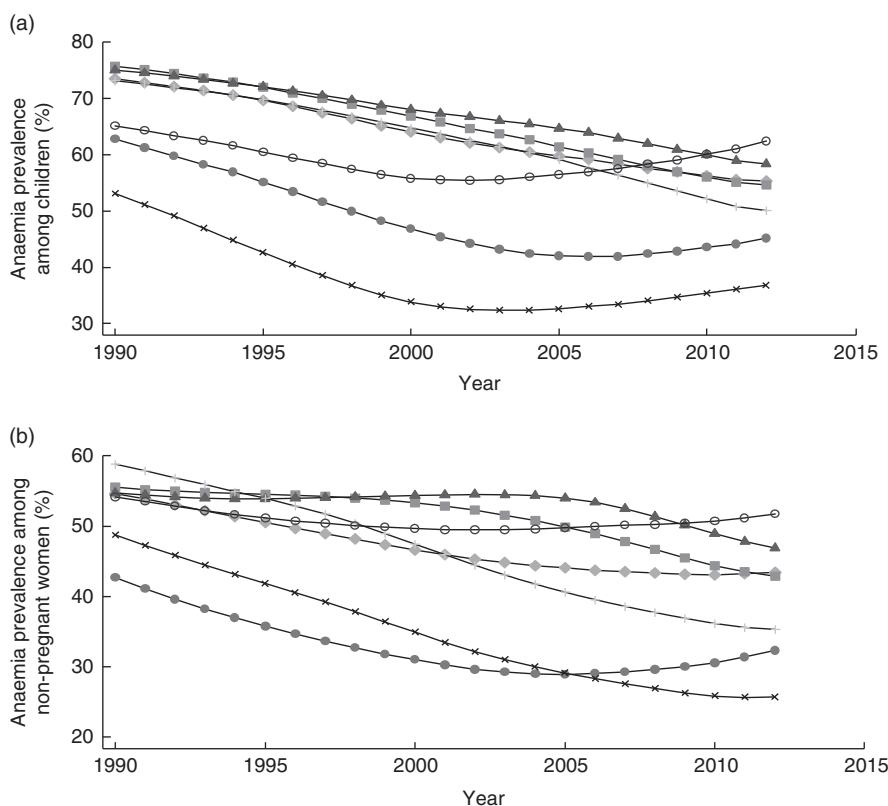 (a)
Anaemia prevalence
among children (%)
80
70
60
50
40
30
1990
1995
2000
2005
2010
2015
Year
(b)
Anaemia prevalence among
non-pregnant women (%)
60
50
40
30
20
1990
1995
2000
2005
2010
2015
Year